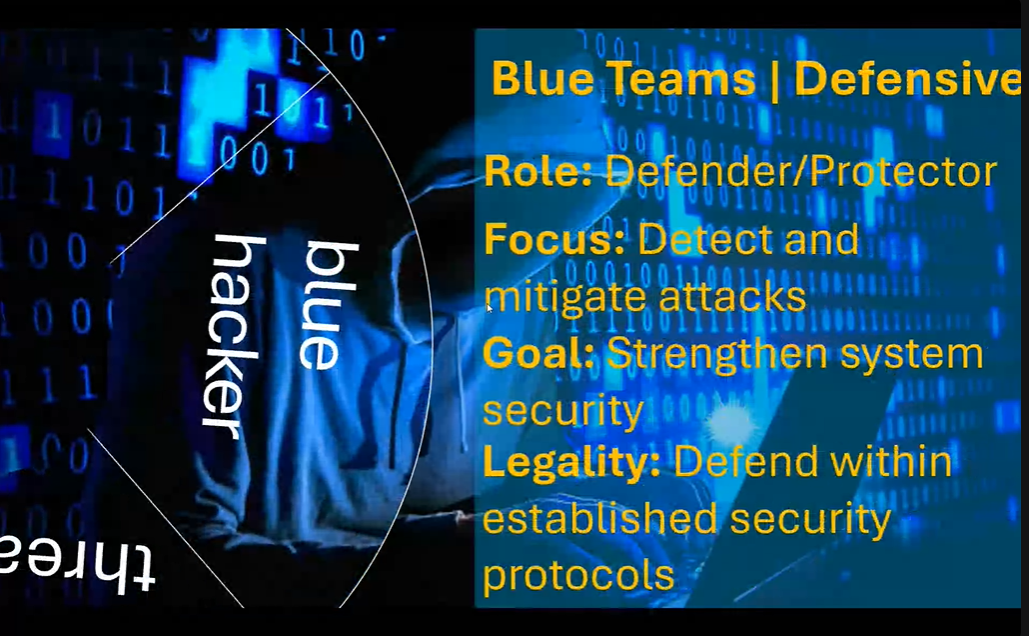 Blue Teams | Defensive
Role: Defender/Protector
Focus: Detect and
mitigate attacks
Goal: Strengthen system
security
Legality: Defend within
established security
protocols
blue
hacker
threa